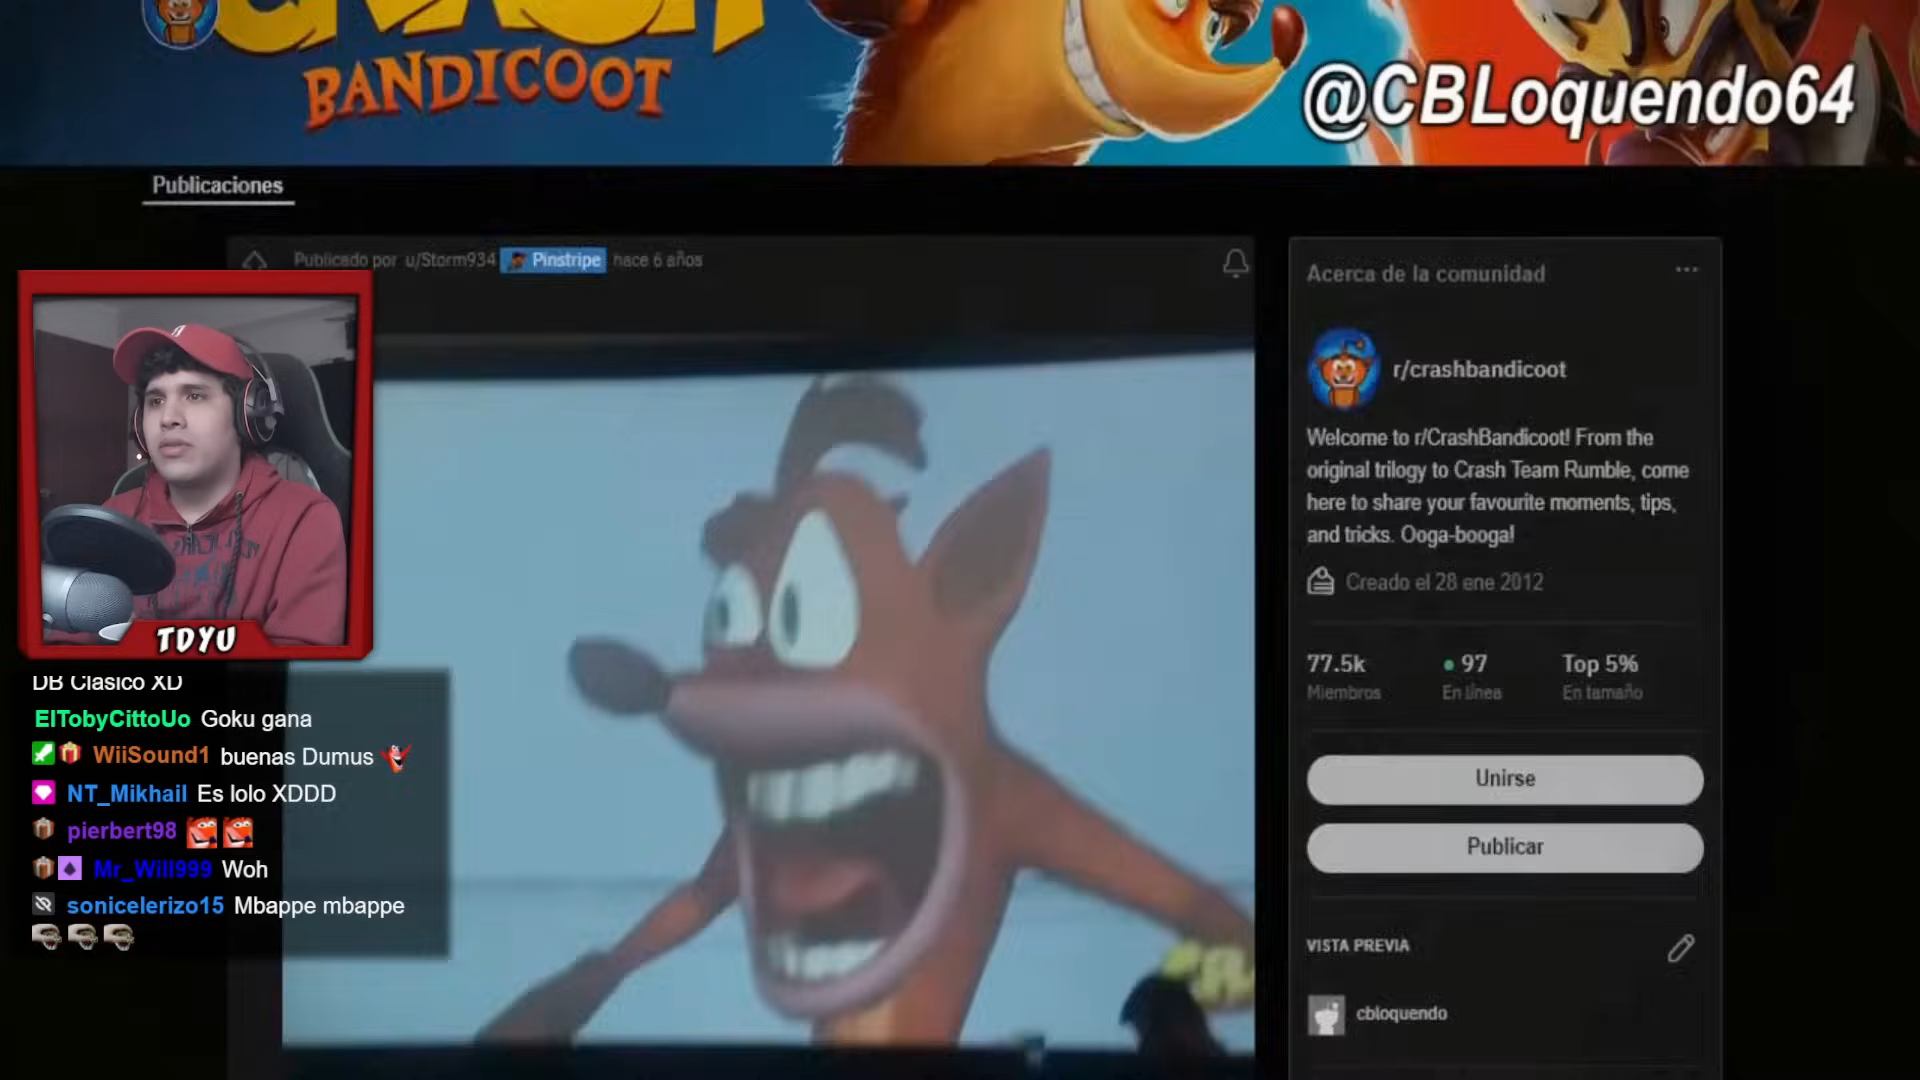 CRASH
BANDICOOT
@CBLoquendo64
Publicaciones
Publicado por u/Storm934 Pinstripe hace 6 años
Acerca de la comunidad
r/crashbandicoot
Welcome to r/CrashBandicoot! From the
original trilogy to Crash Team Rumble, come
here to share your favourite moments, tips,
and tricks. Ooga-booga!
Creado el 28 ene 2012
77.5k 97 Top 5%
Miembros En línea En tamaño
Unirse
Publicar
VISTA PREVIA
cbloquendo
TDYU
DB Clasico XD
ElTobyCittoUo Goku gana
WiiSound1 buenas Dumus
NT_Mikhail Es lolo XDDD
pierbert98
Mr_Will999 Woh
sonicelerizo15 Mbappe mbappe